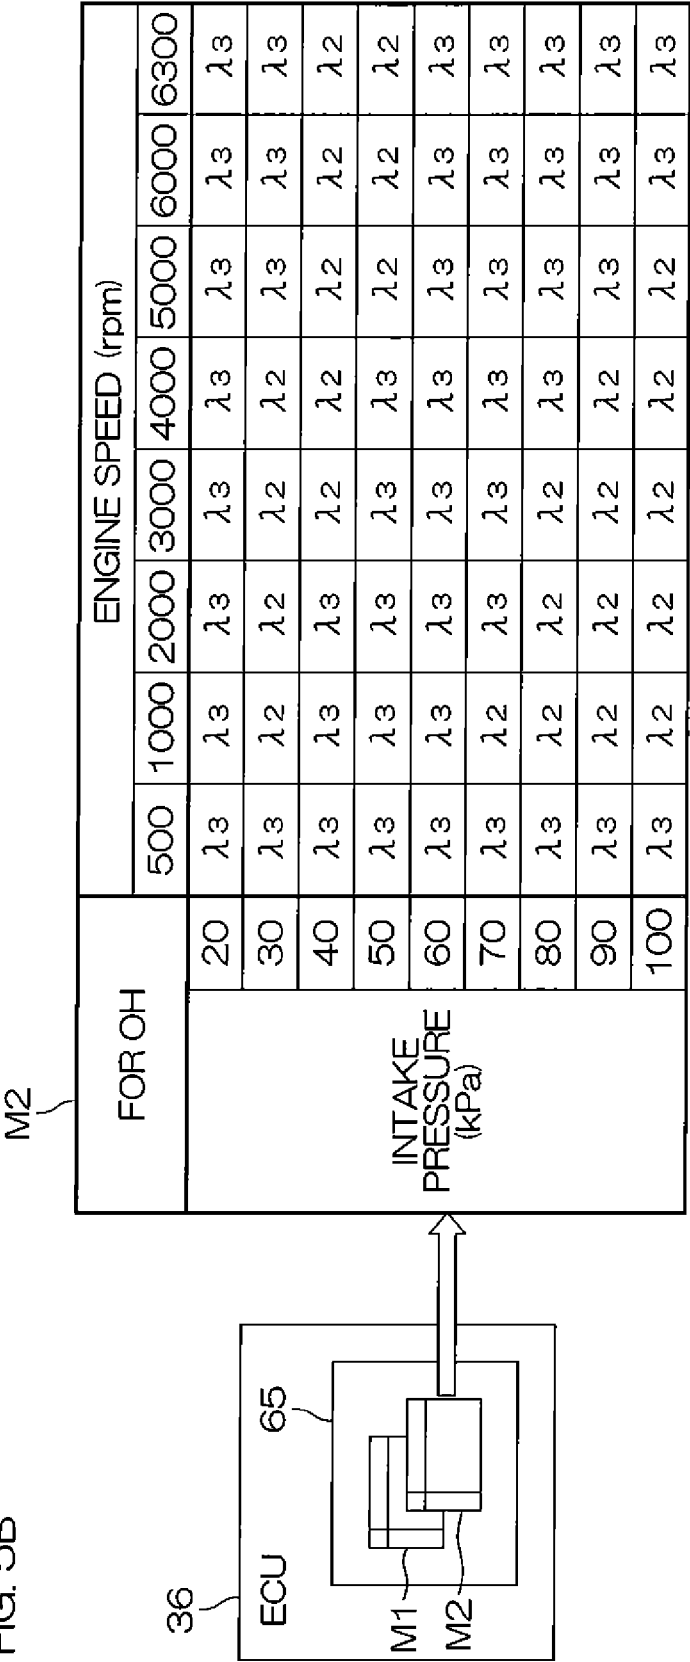 FIG. 5B
36
ECU
65
M1
M2
M2
FOR OH
ENGINE SPEED (rpm)
500 1000 2000 3000 4000 5000 6000 6300
INTAKE
PRESSURE
(kPa)
20 λ3 λ3 λ3 λ3 λ3 λ3 λ3 λ3
30 λ3 λ2 λ2 λ2 λ2 λ3 λ3 λ3
40 λ3 λ3 λ3 λ2 λ2 λ2 λ2 λ2
50 λ3 λ3 λ3 λ3 λ3 λ2 λ2 λ2
60 λ3 λ3 λ3 λ3 λ3 λ3 λ3 λ3
70 λ3 λ2 λ3 λ3 λ3 λ3 λ3 λ3
80 λ3 λ2 λ2 λ2 λ3 λ3 λ3 λ3
90 λ3 λ2 λ2 λ2 λ2 λ3 λ3 λ3
100 λ3 λ2 λ2 λ2 λ2 λ2 λ3 λ3